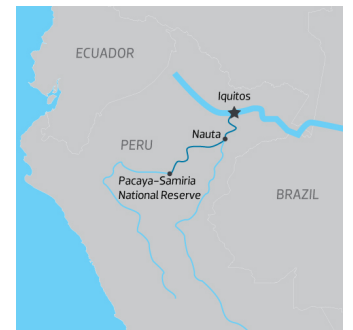 ECUADOR
Iquitos
Nauta
PERU
Pacaya-Samiria
National Reserve
BRAZIL